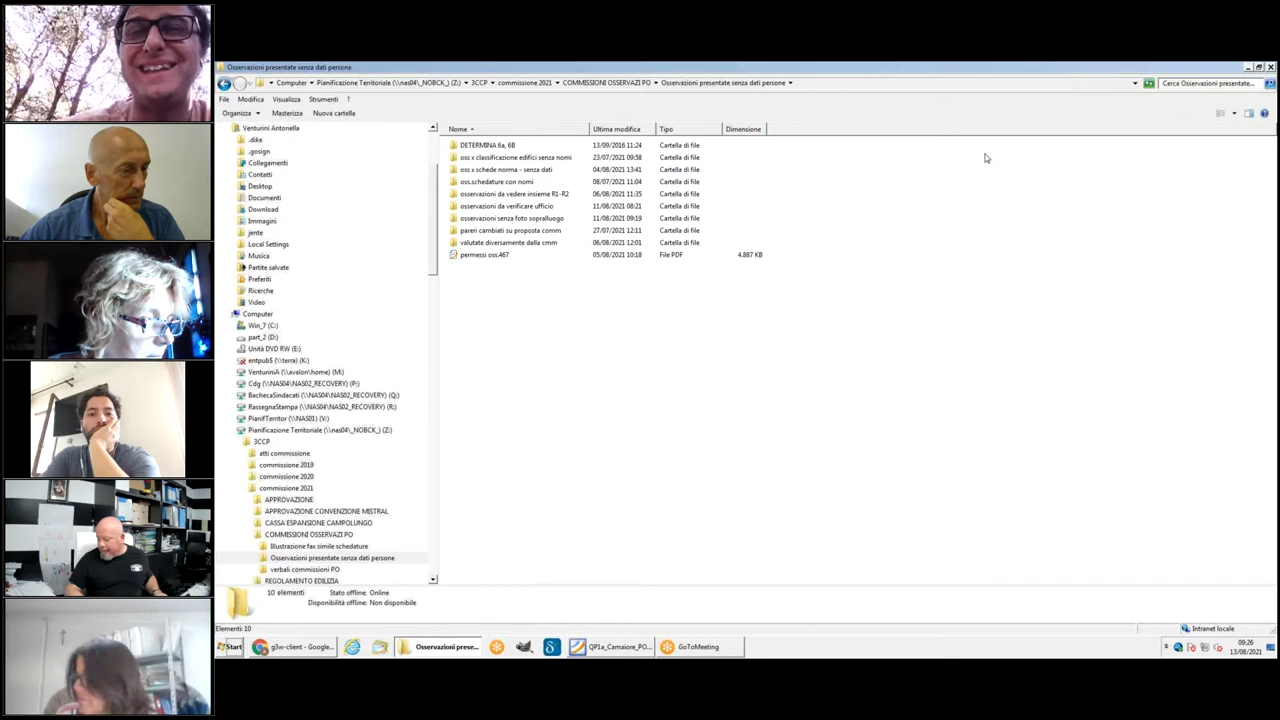 Osservazioni presentate senza dati persone
Computer Pianificazione Territoriale (\\nas04\_NOBCK_) (Z:) 3CCP commissione 2021 COMMISSIONI OSSERVAZI PO Osservazioni presentate senza dati persone
Cerca Osservazioni presentate...
File Modifica Visualizza Strumenti ?
Organizza Masterizza Nuova cartella
Venturini Antonella
.dike
.gosign
Collegamenti
Contatti
Desktop
Documenti
Download
Immagini
jente
Local Settings
Musica
Partite salvate
Preferiti
Ricerche
Video
Computer
Win_7 (C:)
part_2 (D:)
Unità DVD RW (E:)
entpub$ (\\terra) (K:)
VenturiniA (\\avalon\home) (M:)
Cdg (\\NAS04\NAS02_RECOVERY) (P:)
BachecaSindacati (\\NAS04\NAS02_RECOVERY) (Q:)
RassegnaStampa (\\NAS04\NAS02_RECOVERY) (R:)
PianifTerritor (\\NAS01) (V:)
Pianificazione Territoriale (\\nas04\_NOBCK_) (Z:)
3CCP
atti commissione
commissione 2019
commissione 2020
commissione 2021
APPROVAZIONE
APPROVAZIONE CONVENZIONE MISTRAL
CASSA ESPANSIONE CAMPOLUNGO
COMMISSIONI OSSERVAZI PO
Illustrazione fax simile schedature
Osservazioni presentate senza dati persone
verbali commissioni PO
REGOLAMENTO EDILIZIA
Nome Ultima modifica Tipo Dimensione
DETERMINA 6a, 6B 13/09/2016 11:24 Cartella di file
oss x classificazione edifici senza nomi 23/07/2021 09:58 Cartella di file
oss x schede norma - senza dati 04/08/2021 13:41 Cartella di file
oss.schedature con nomi 08/07/2021 11:04 Cartella di file
osservazioni da vedere insieme R1-R2 06/08/2021 11:35 Cartella di file
osservazioni da verificare ufficio 11/08/2021 08:21 Cartella di file
osservazioni senza foto sopralluogo 11/08/2021 09:19 Cartella di file
pareri cambiati su proposta comm 27/07/2021 12:11 Cartella di file
valutate diversamente dalla cmm 06/08/2021 12:01 Cartella di file
permessi oss.467 05/08/2021 10:18 File PDF 4.887 KB
10 elementi Stato offline: Online
Disponibilità offline: Non disponibile
Elementi: 10
Intranet locale
Start g3w-client - Google... Osservazioni prese... QP1a_Camaiore_PO... GoToMeeting
09:26
13/08/2021